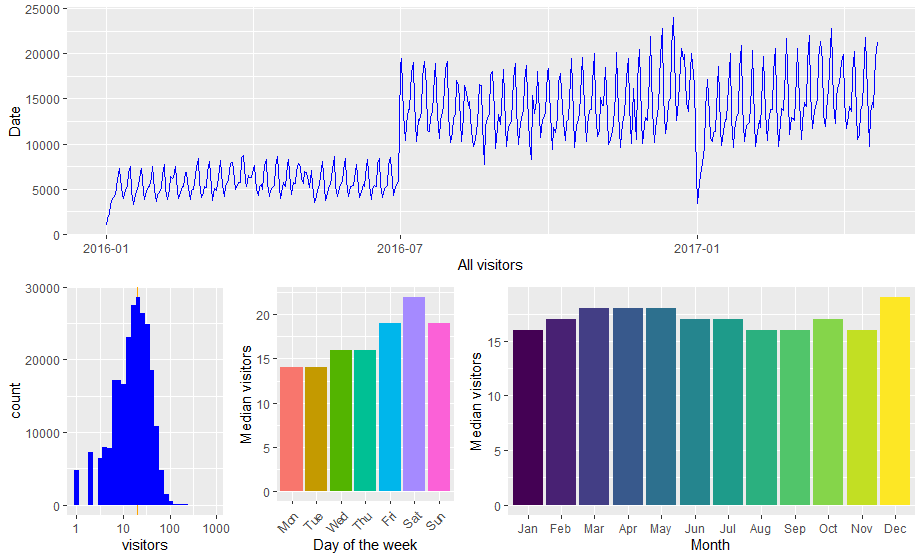 Date
25000
20000
15000
10000
5000
0
2016-01 2016-07 2017-01
All visitors
count
30000
20000
10000
0
1 10 100 1000
visitors
Median visitors
20
15
10
5
0
Mon Tue Wed Thu Fri Sat Sun
Day of the week
Median visitors
15
10
5
0
Jan Feb Mar Apr May Jun Jul Aug Sep Oct Nov Dec
Month